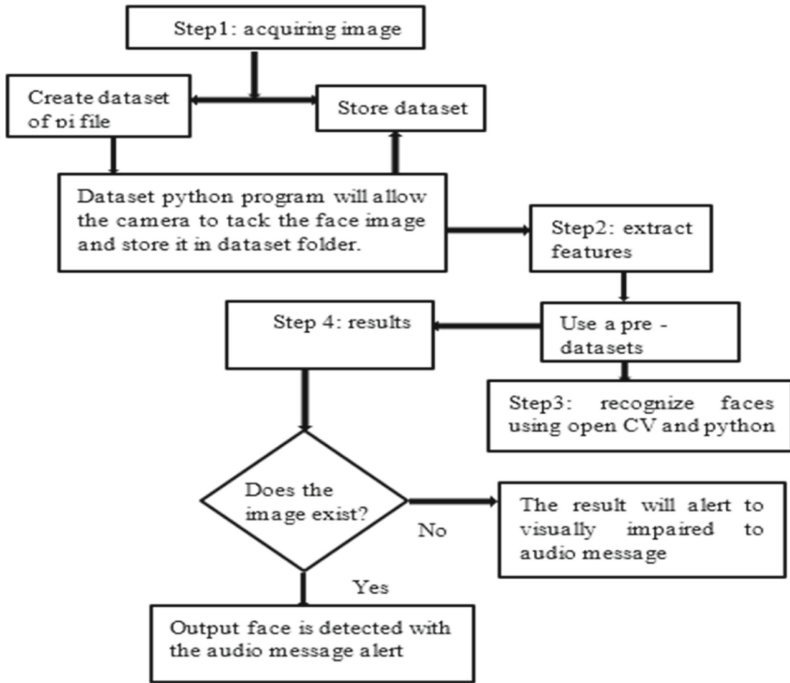 Step1: acquiring image
Create dataset
of pi file
Store dataset
Dataset python program will allow
the camera to tack the face image
and store it in dataset folder.
Step2: extract
features
Use a pre -
datasets
Step 4: results
Step3: recognize faces
using open CV and python
Does the
image exist?
No
The result will alert to
visually impaired to
audio message
Yes
Output face is detected with
the audio message alert